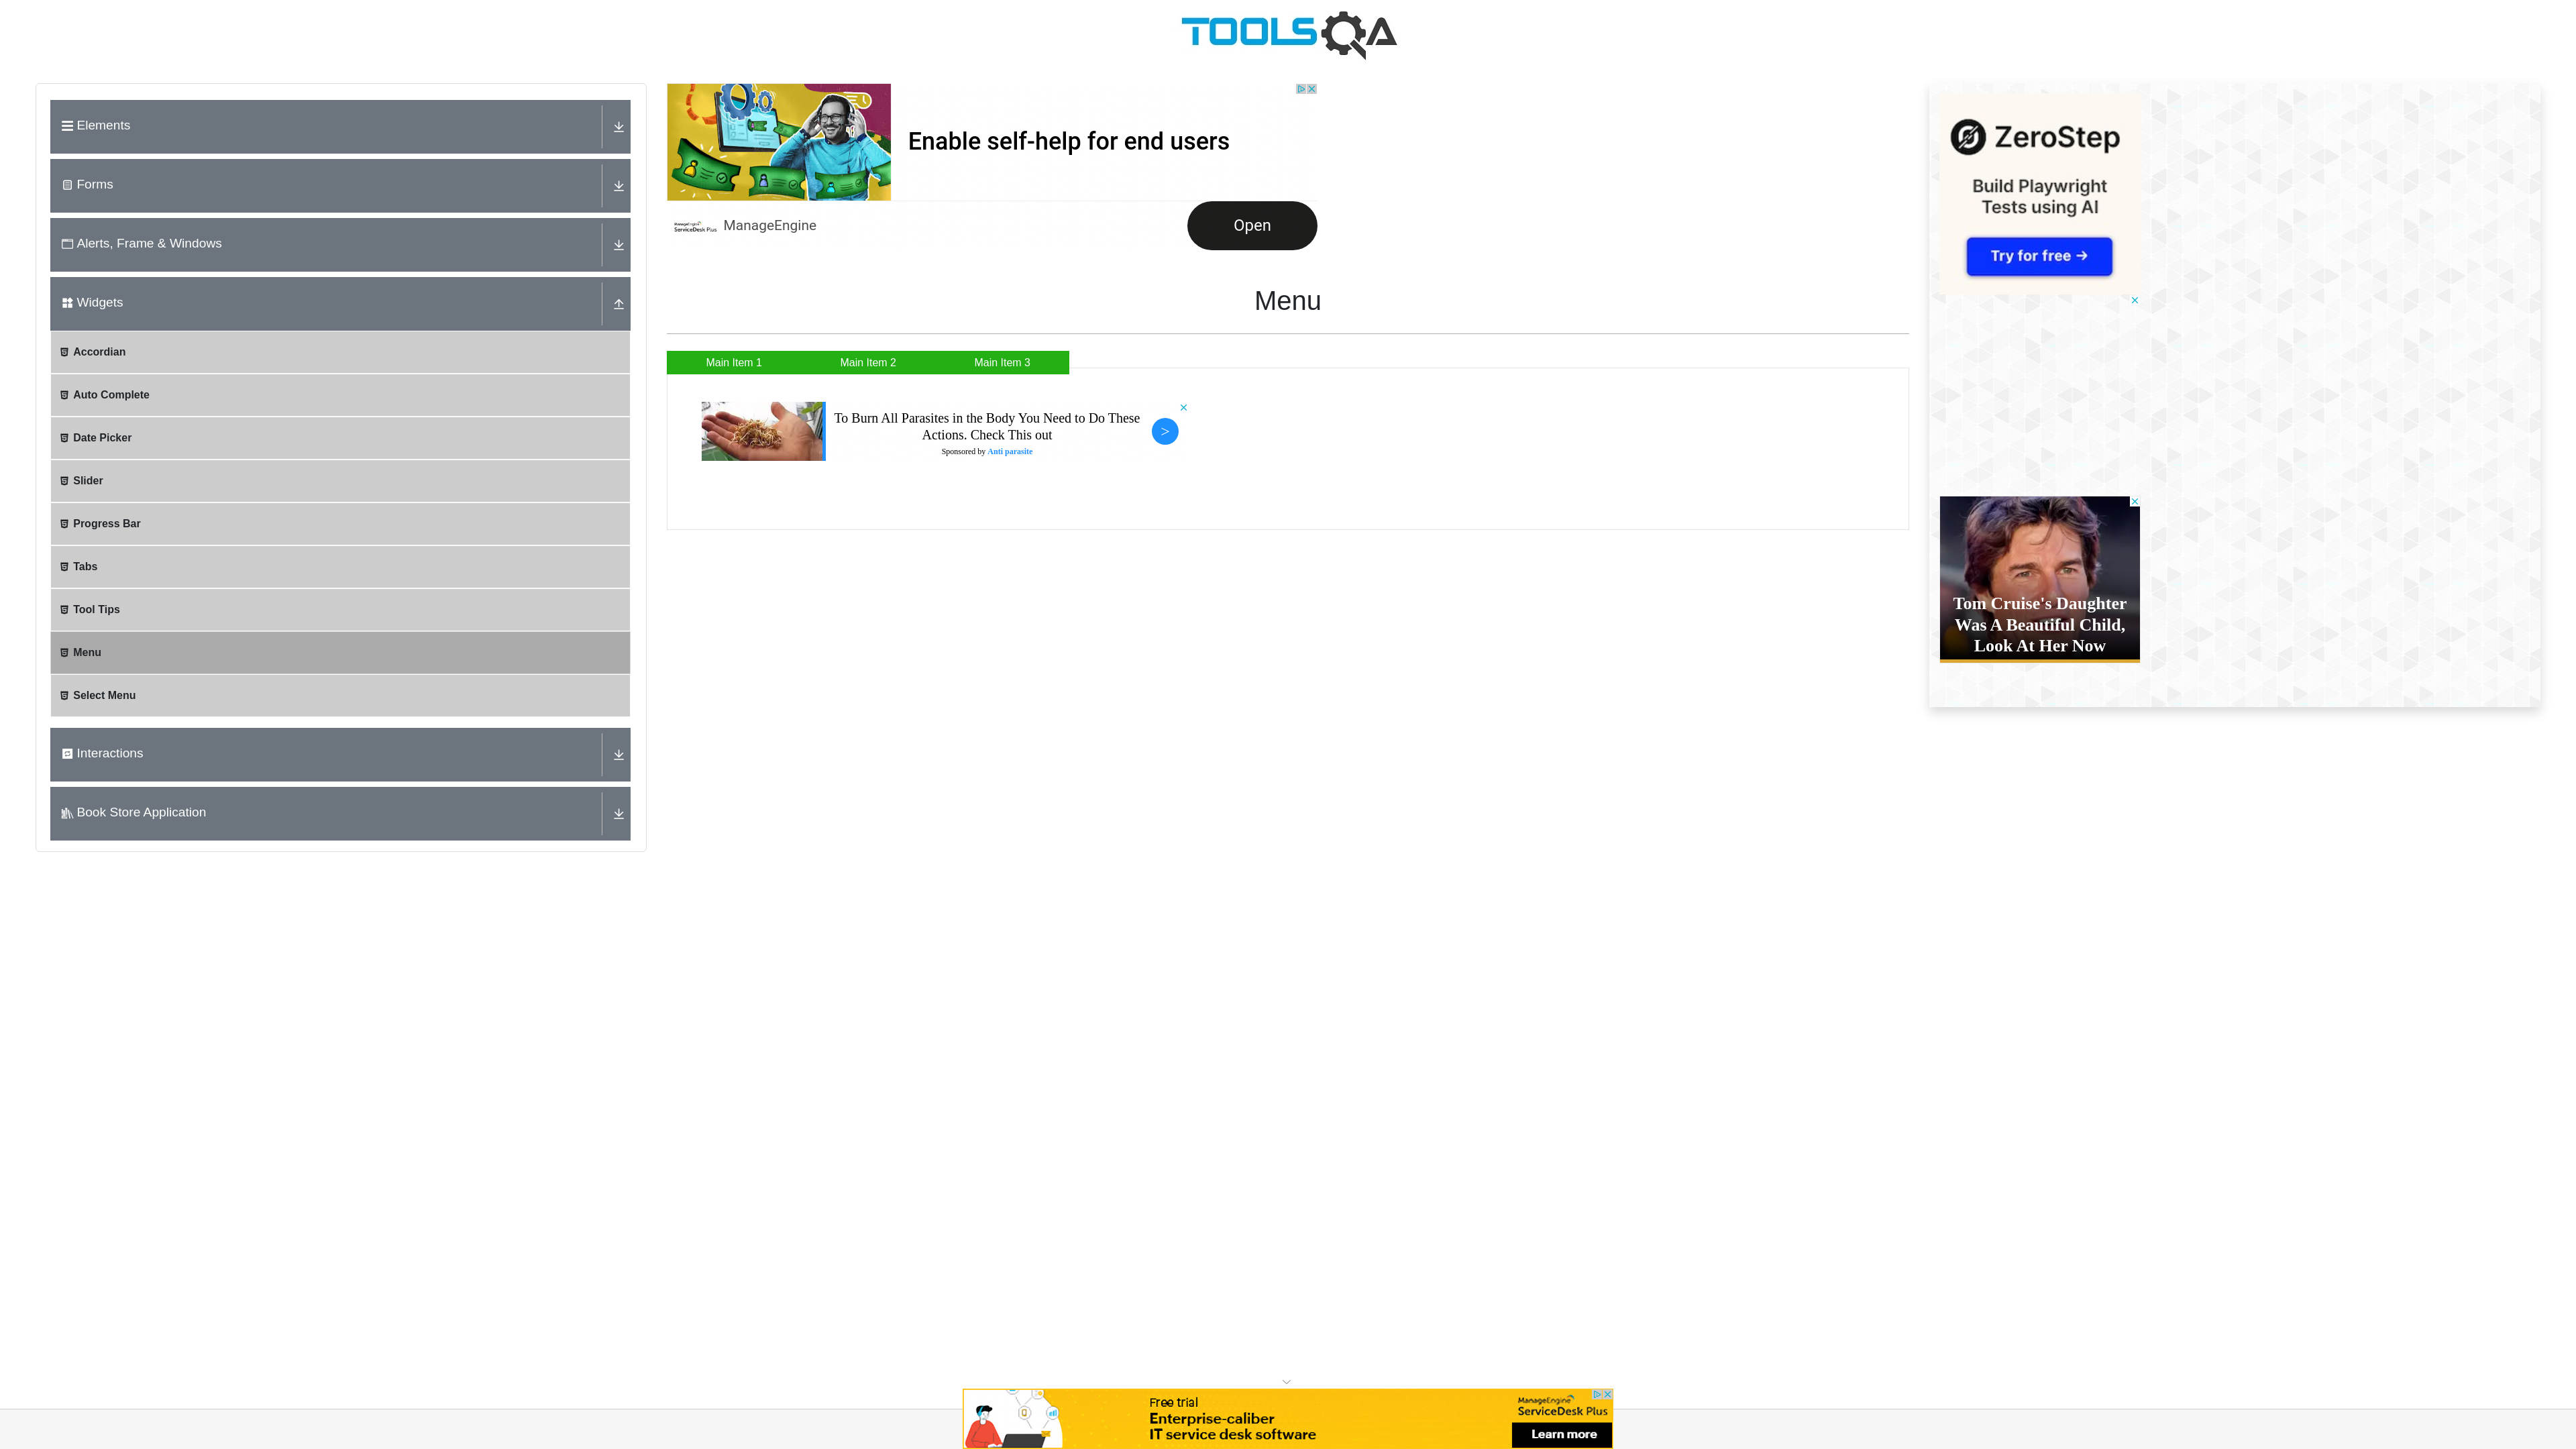 TOOLSQA
Elements
Forms
Alerts, Frame & Windows
Widgets
Accordian
Auto Complete
Date Picker
Slider
Progress Bar
Tabs
Tool Tips
Menu
Select Menu
Interactions
Book Store Application
Enable self-help for end users
ManageEngine
ServiceDesk Plus
ManageEngine
Open
Menu
Main Item 1
Main Item 2
Main Item 3
To Burn All Parasites in the Body You Need to Do These
Actions. Check This out
Sponsored by Anti parasite
>
ZeroStep
Build Playwright
Tests using AI
Try for free →
Tom Cruise's Daughter
Was A Beautiful Child,
Look At Her Now
Free trial
Enterprise-caliber
IT service desk software
ManageEngine
ServiceDesk Plus
Learn more